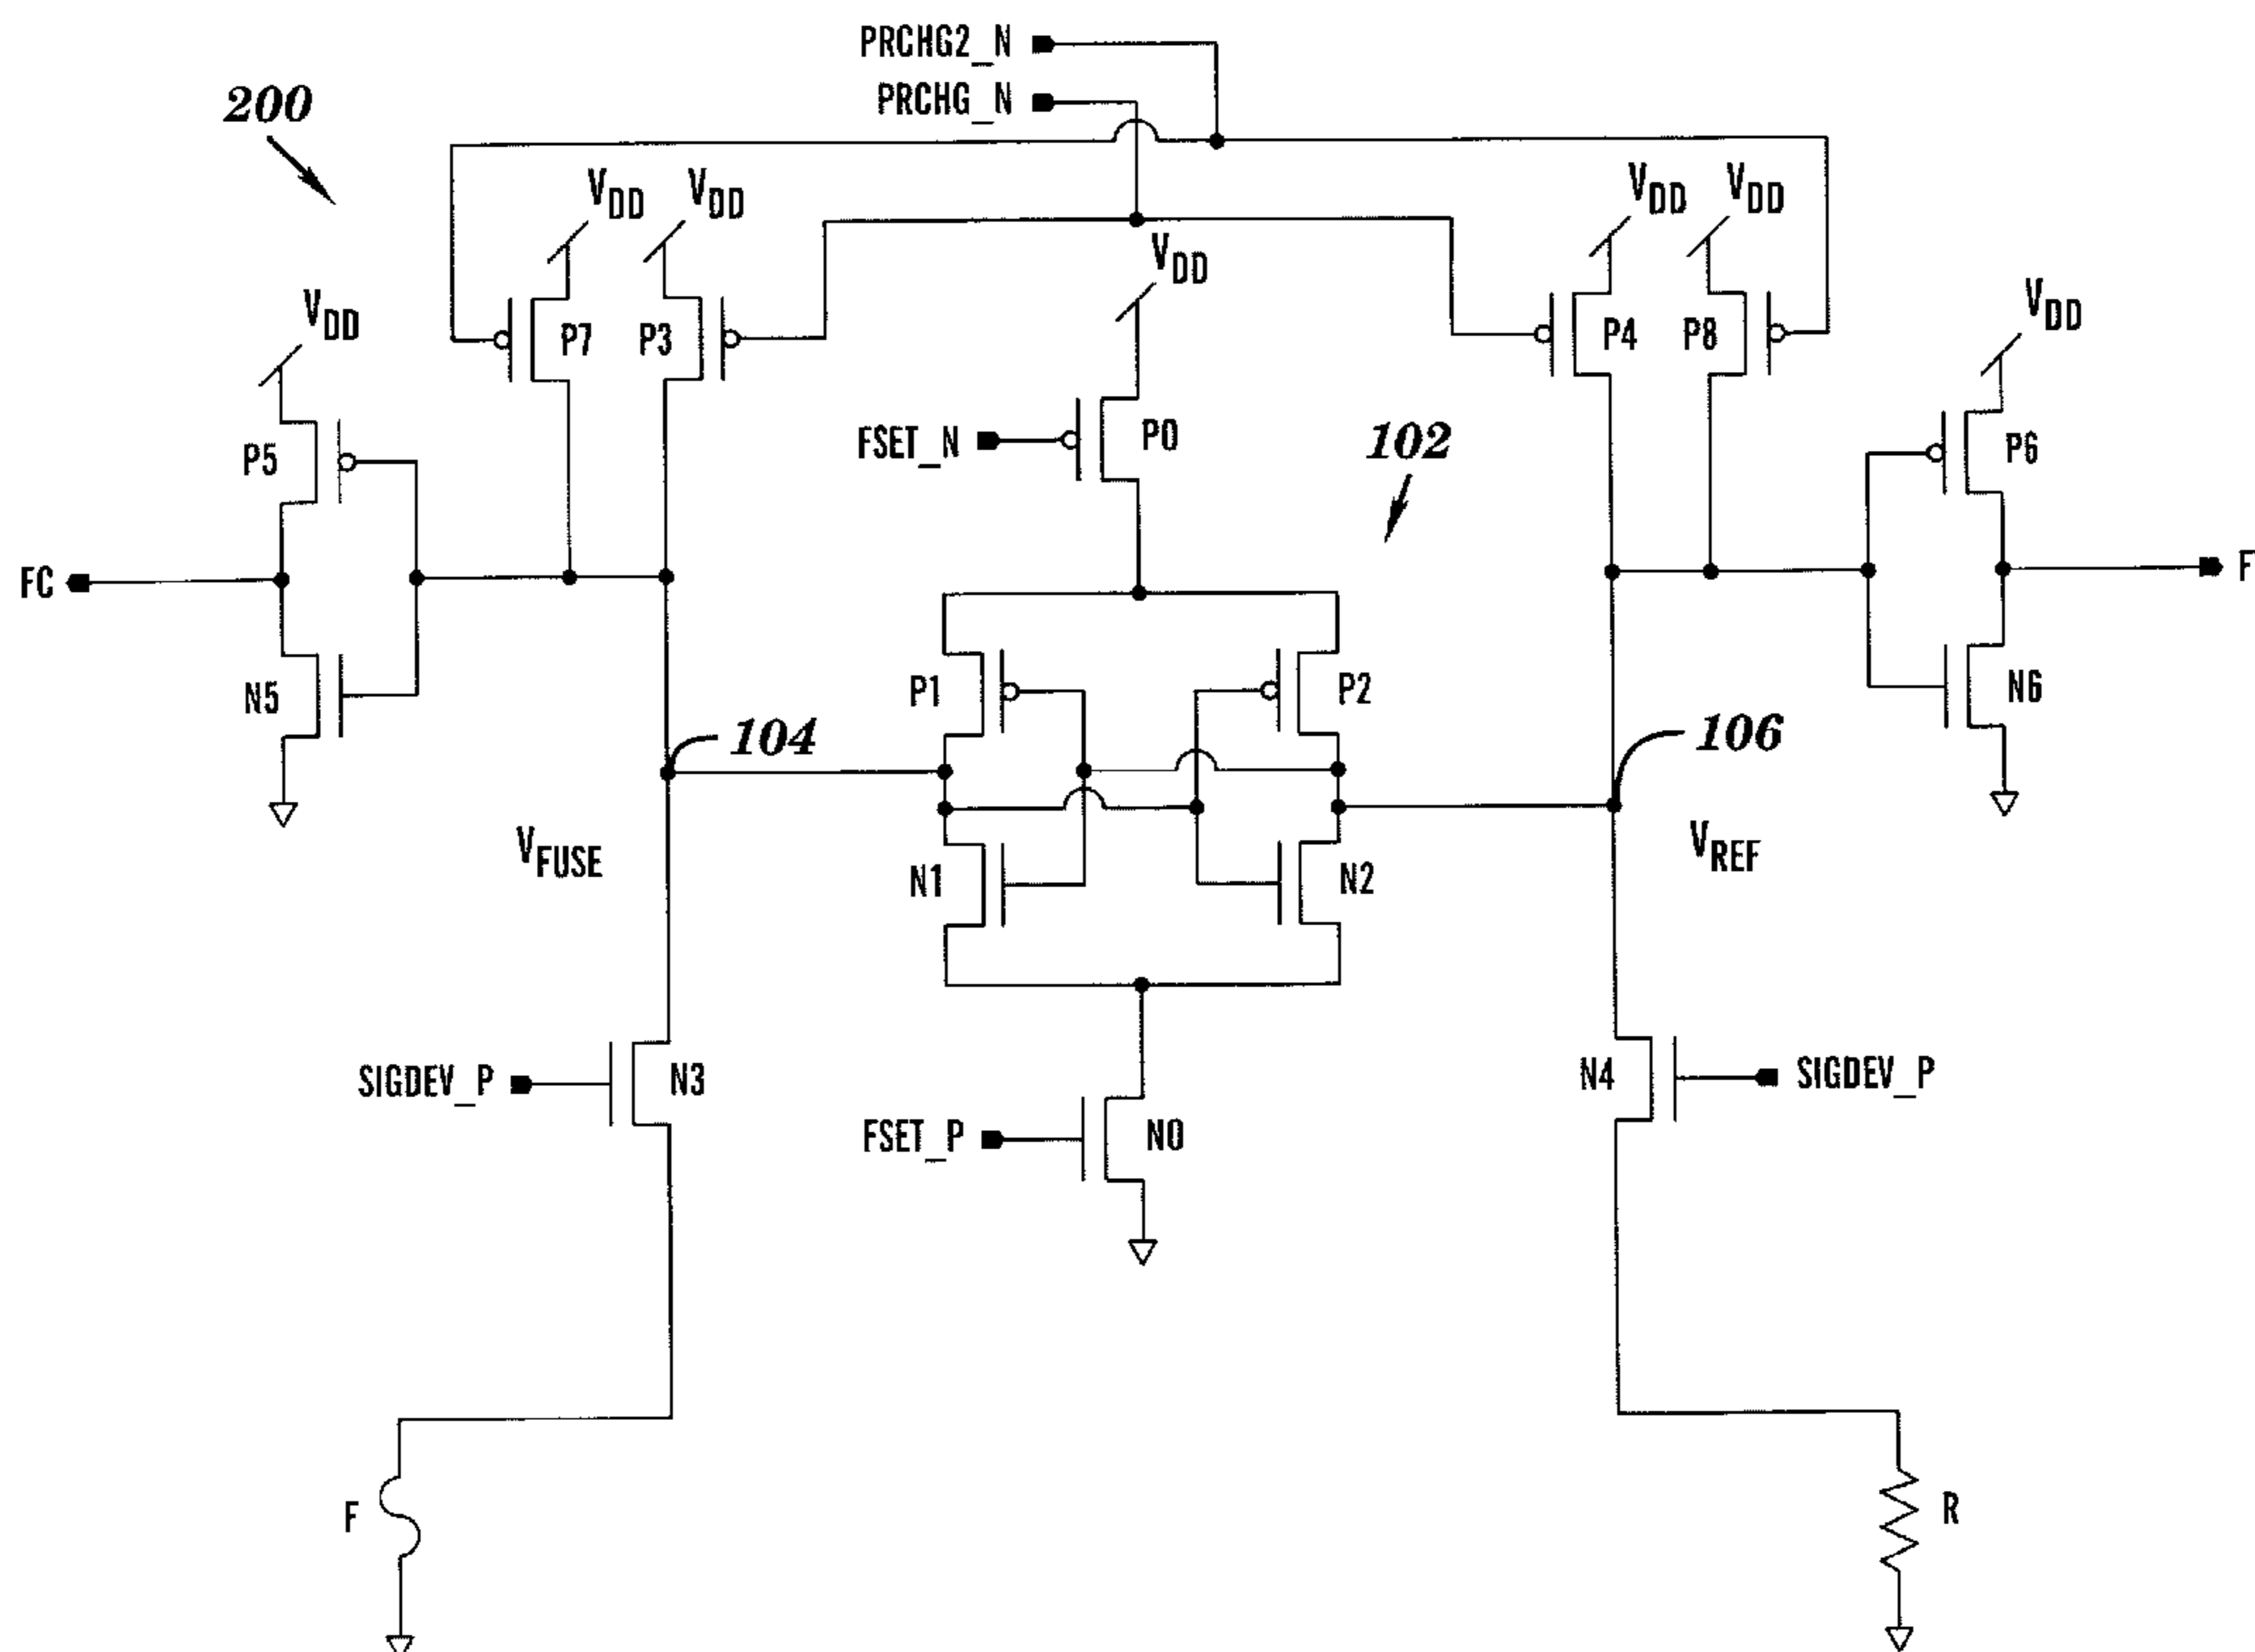 PRCHG2_N
PRCHG_N
200
VDD
VDD
VDD
VDD
VDD
VDD
VDD
P7
P3
P4
P8
P5
FSET_N
P0
102
P6
FC
F
P1
P2
N5
N6
104
106
VFUSE
VREF
N1
N2
SIGDEV_P
N3
N4
SIGDEV_P
FSET_P
N0
F
R